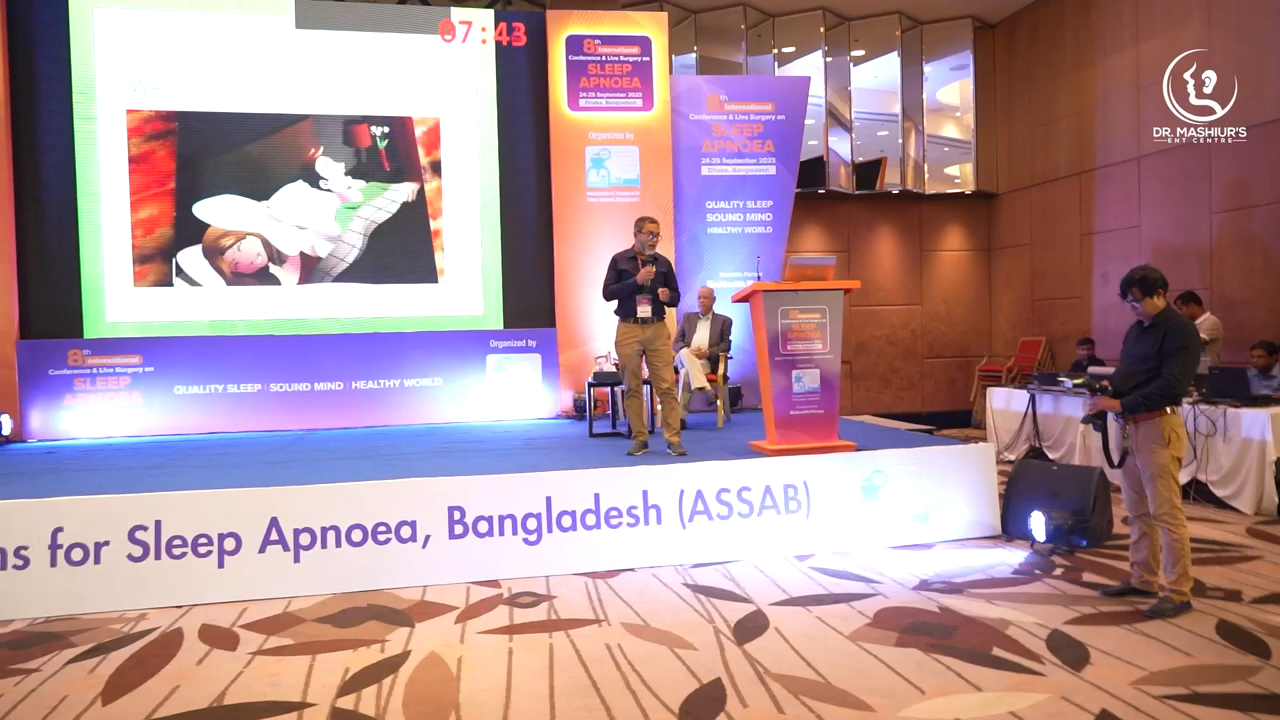 07:43
8th International
Conference & Live Surgery on
SLEEP
APNOEA
24-25 September 2023
Dhaka, Bangladesh
Organized by
8th
International
Conference & Live Surgery on
SLEEP
APNOEA
24-25 September 2023
Dhaka, Bangladesh
QUALITY SLEEP
SOUND MIND
HEALTHY WORLD
DR. MASHIUR'S
ENT CENTRE
8th
International
Conference & Live Surgery on
SLEEP
APNOEA
QUALITY SLEEP | SOUND MIND | HEALTHY WORLD
Organized by
SLEEP
APNOEA
ns for Sleep Apnoea, Bangladesh (ASSAB)